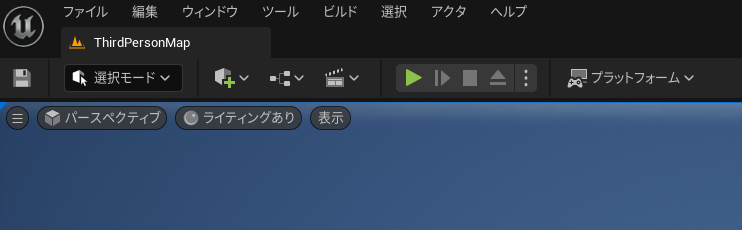 ファイル 編集 ウィンドウ ツール ビルド 選択 アクタ ヘルプ
ThirdPersonMap
選択モード プラットフォーム
パースペクティブ ライティングあり 表示